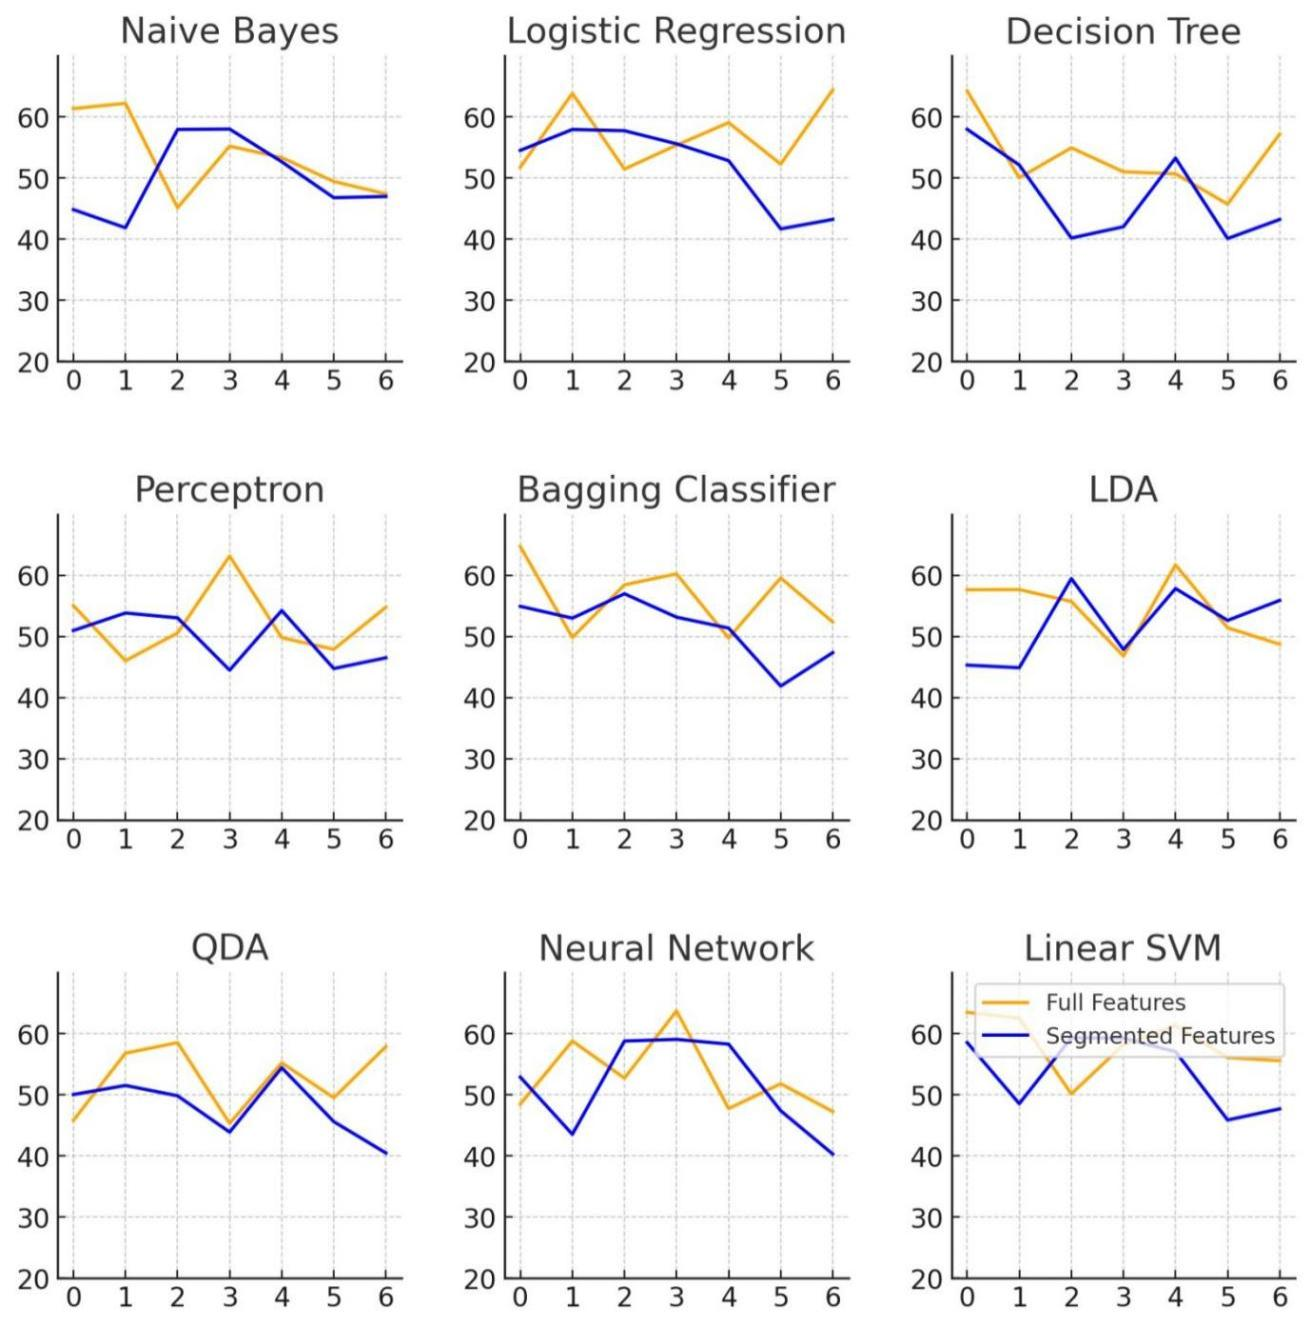 Naive Bayes
60
50
40
30
20
0 1 2 3 4 5 6
Logistic Regression
60
50
40
30
20
0 1 2 3 4 5 6
Decision Tree
60
50
40
30
20
0 1 2 3 4 5 6
Perceptron
60
50
40
30
20
0 1 2 3 4 5 6
Bagging Classifier
60
50
40
30
20
0 1 2 3 4 5 6
LDA
60
50
40
30
20
0 1 2 3 4 5 6
QDA
60
50
40
30
20
0 1 2 3 4 5 6
Neural Network
60
50
40
30
20
0 1 2 3 4 5 6
Linear SVM
Full Features
Segmented Features
60
50
40
30
20
0 1 2 3 4 5 6